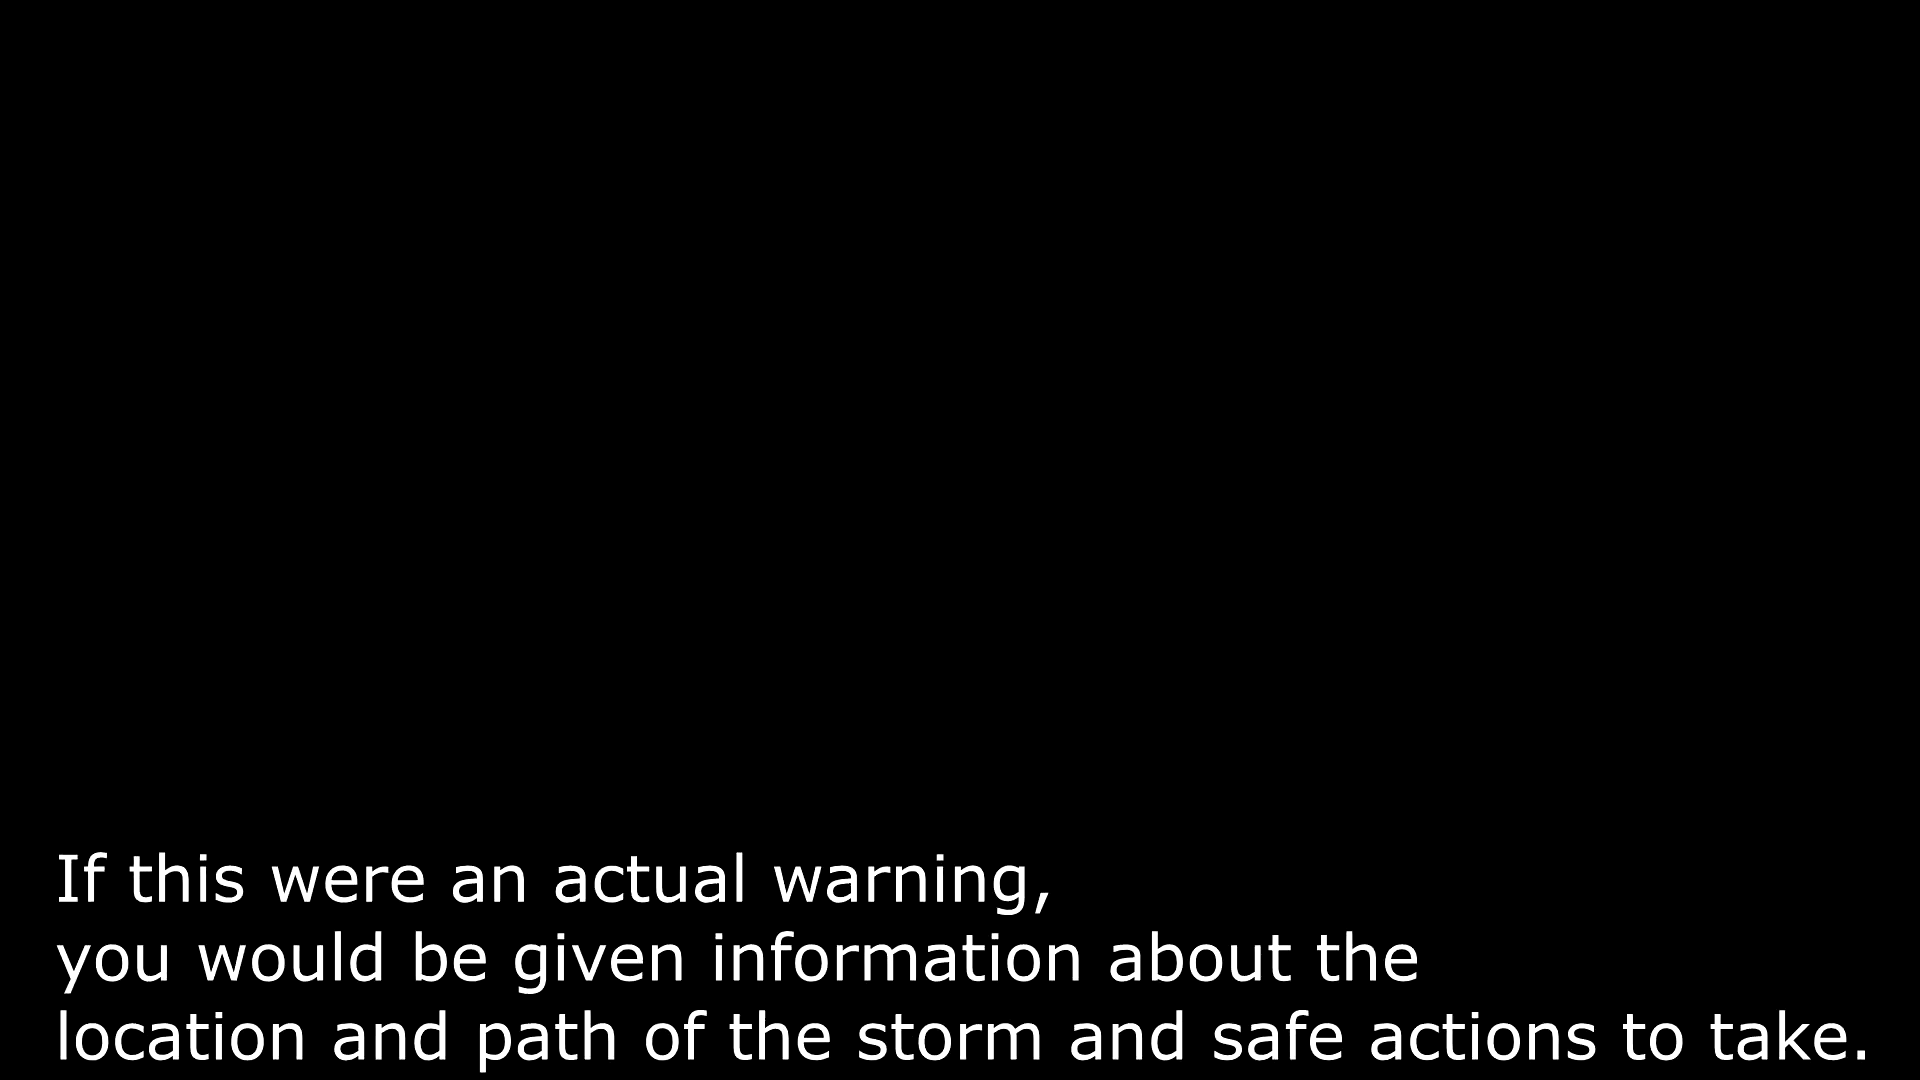 If this were an actual warning,
you would be given information about the
location and path of the storm and safe actions to take.